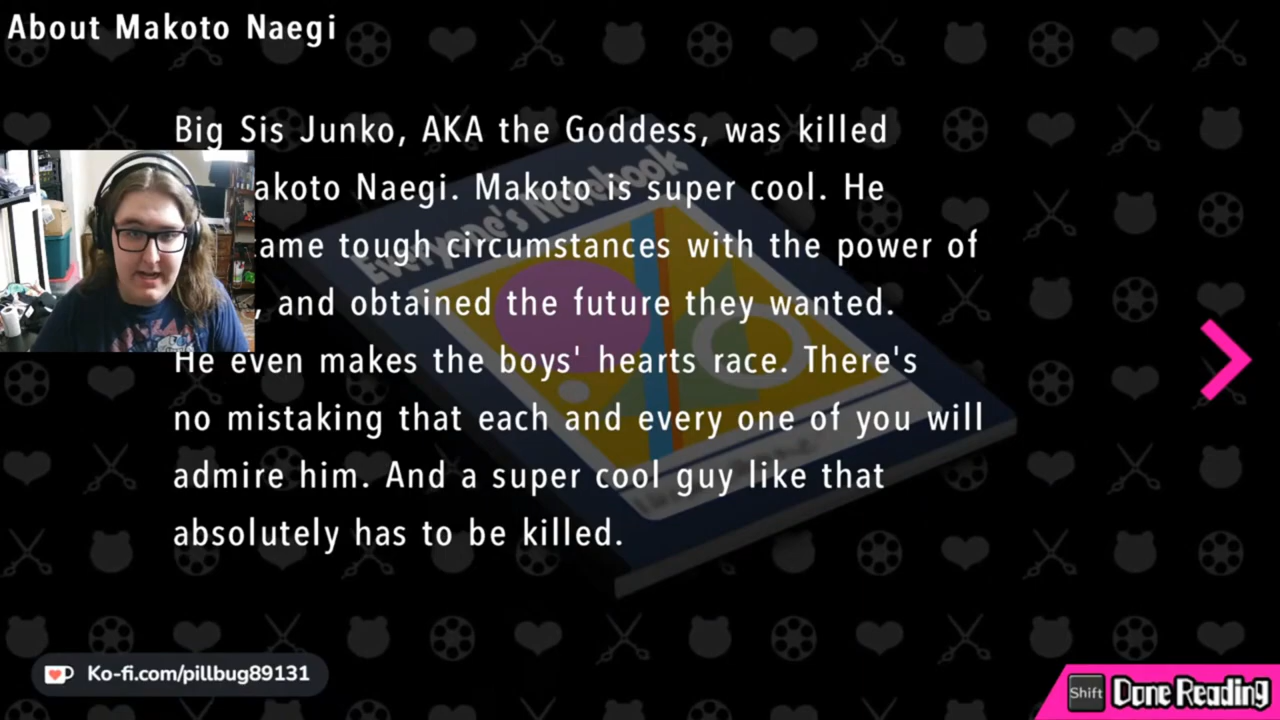 About Makoto Naegi
Big Sis Junko, AKA the Goddess, was killed
akoto Naegi. Makoto is super cool. He
ame tough circumstances with the power of
, and obtained the future they wanted.
He even makes the boys' hearts race. There's
no mistaking that each and every one of you will
admire him. And a super cool guy like that
absolutely has to be killed.
Everyone's Notebook
Ko-fi.com/pillbug89131
Shift Done Reading